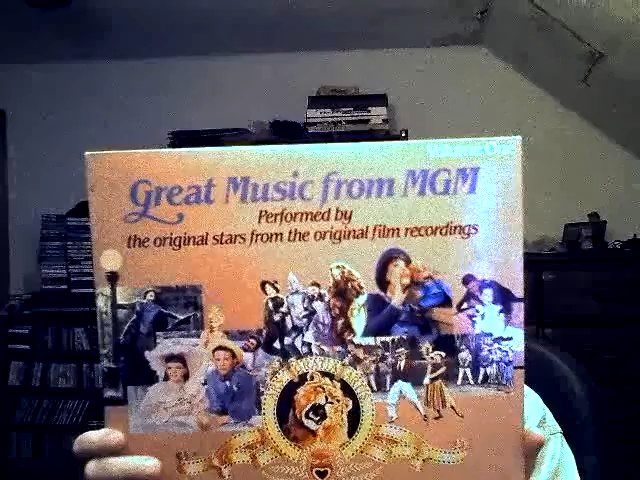 Great Music from MGM
Performed by
the original stars from the original film recordings